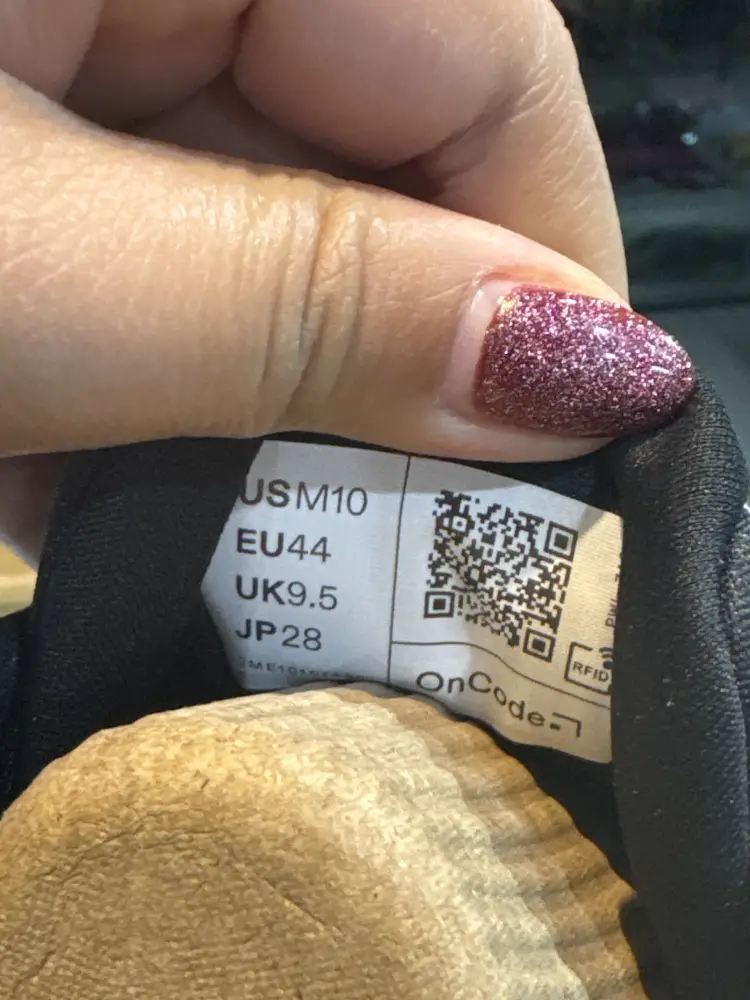 USM10
EU44
UK9.5
JP28
OnCode
RFID